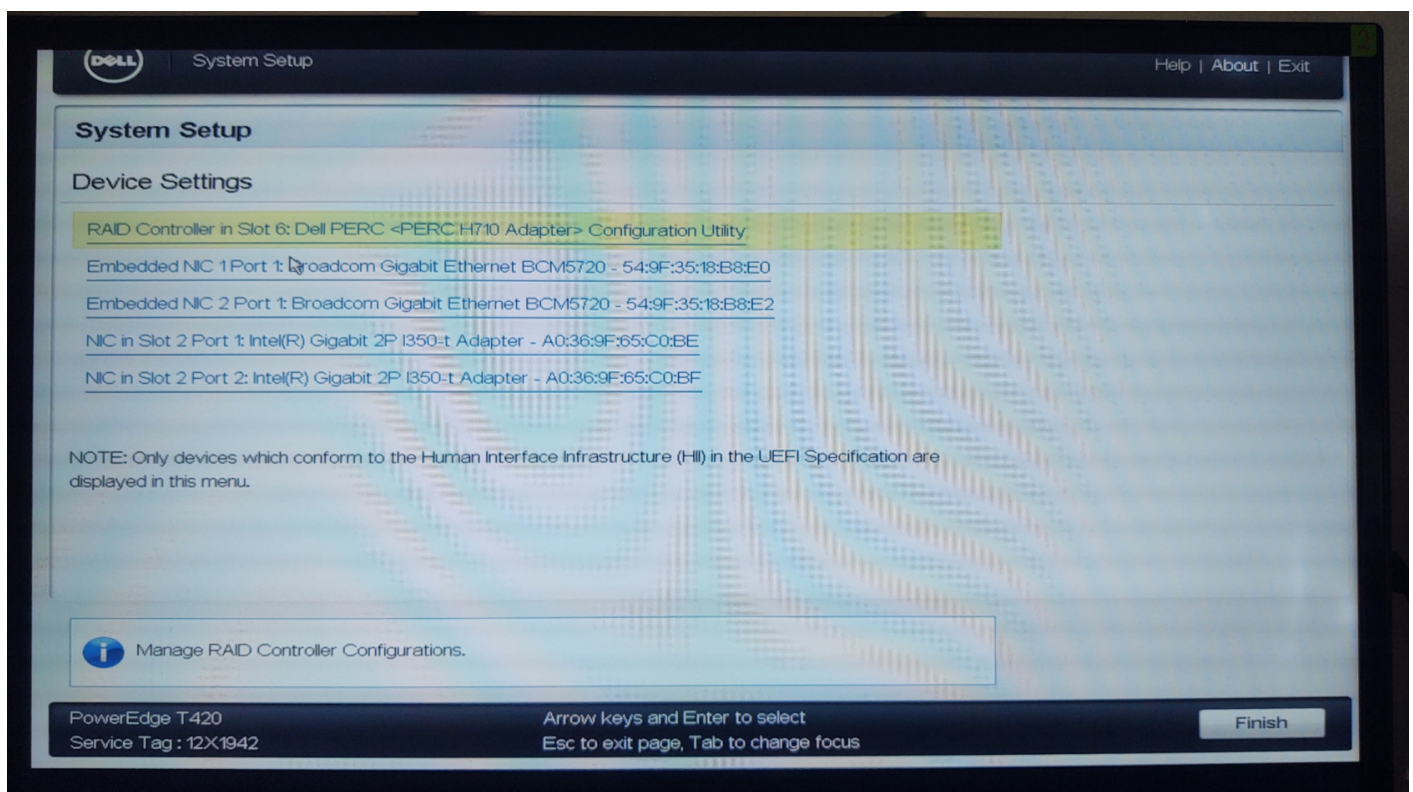 DELL
System Setup
Help | About | Exit
System Setup
Device Settings
RAID Controller in Slot 6: Dell PERC <PERC H710 Adapter> Configuration Utility
Embedded NIC 1 Port 1: Broadcom Gigabit Ethernet BCM5720 - 54:9F:35:18:B8:E0
Embedded NIC 2 Port 1: Broadcom Gigabit Ethernet BCM5720 - 54:9F:35:18:B8:E2
NIC in Slot 2 Port 1: Intel(R) Gigabit 2P I350-t Adapter - A0:36:9F:65:C0:BE
NIC in Slot 2 Port 2: Intel(R) Gigabit 2P I350-t Adapter - A0:36:9F:65:C0:BF
NOTE: Only devices which conform to the Human Interface Infrastructure (HII) in the UEFI Specification are
displayed in this menu.
Manage RAID Controller Configurations.
PowerEdge T420
Service Tag : 12X1942
Arrow keys and Enter to select
Esc to exit page, Tab to change focus
Finish
2